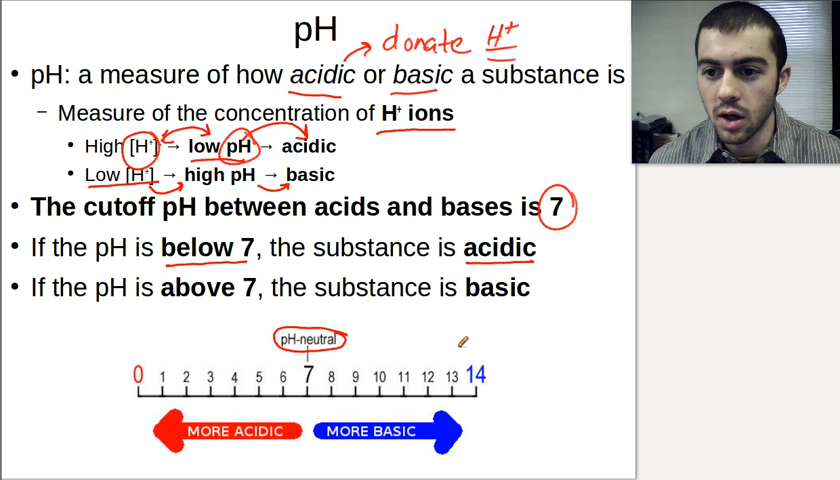 pH
donate H⁺
• pH: a measure of how acidic or basic a substance is
– Measure of the concentration of H⁺ ions
• High [H⁺] → low pH → acidic
• Low [H⁺] → high pH → basic
• The cutoff pH between acids and bases is 7
• If the pH is below 7, the substance is acidic
• If the pH is above 7, the substance is basic
pH-neutral
0 1 2 3 4 5 6 7 8 9 10 11 12 13 14
MORE ACIDIC MORE BASIC